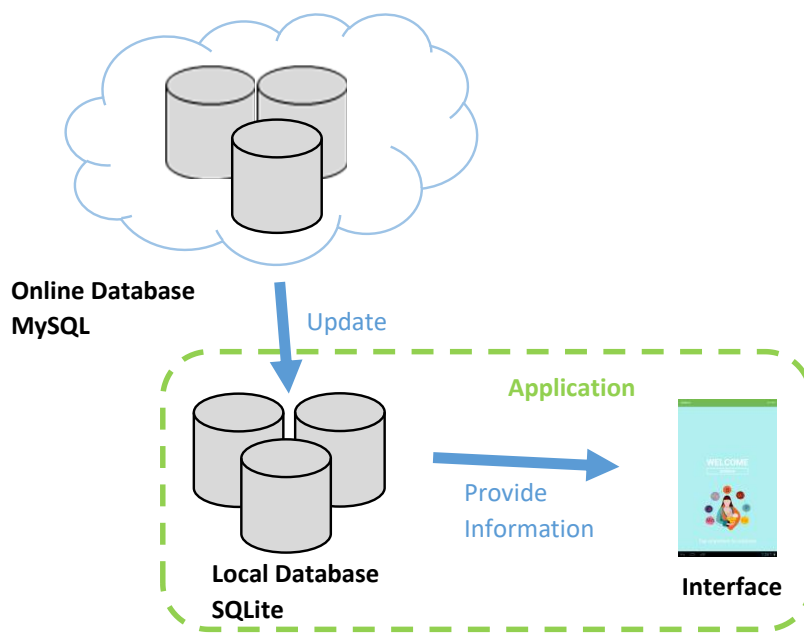 Online Database
MySQL
Update
Application
WELCOME
Provide
Information
Local Database
SQLite
Interface